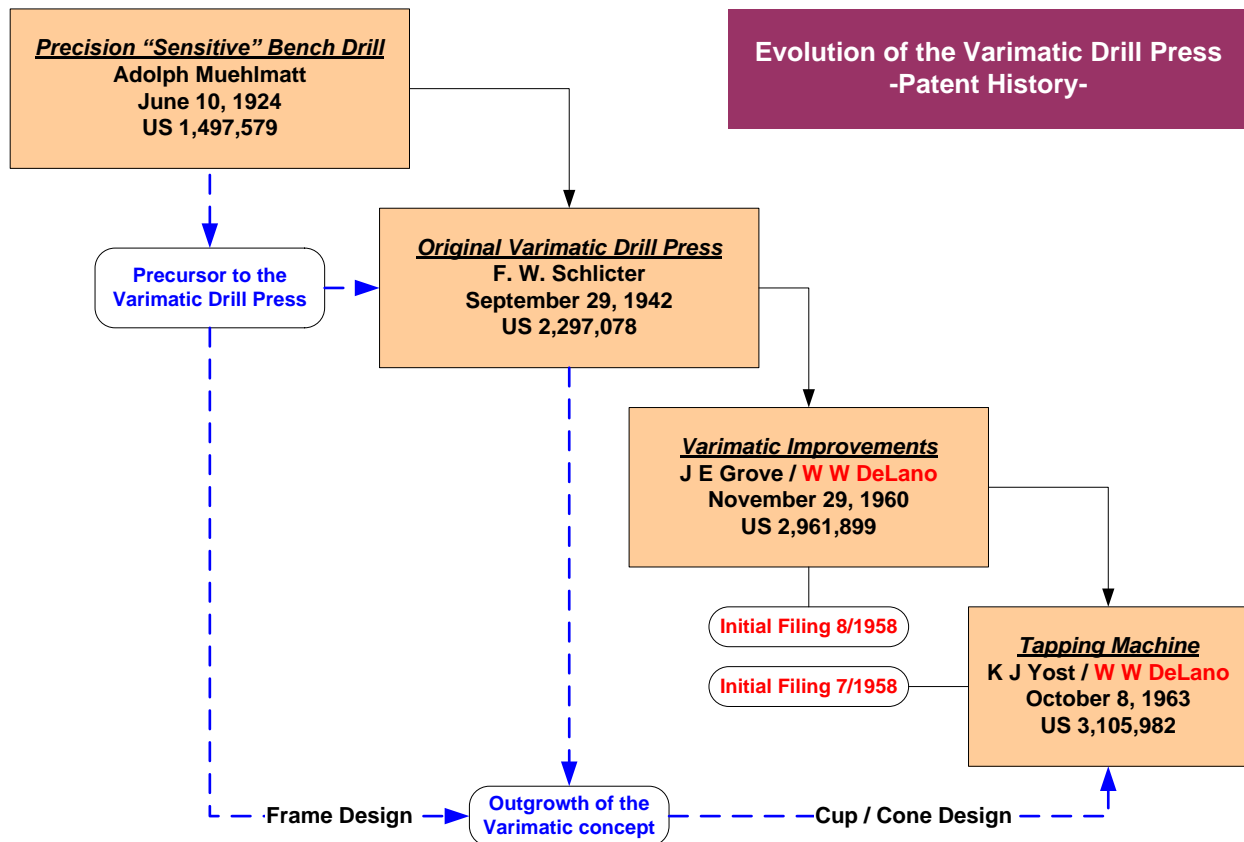 Evolution of the Varimatic Drill Press
-Patent History-
Precision “Sensitive” Bench Drill
Adolph Muehlmatt
June 10, 1924
US 1,497,579
Precursor to the
Varimatic Drill Press
Original Varimatic Drill Press
F. W. Schlicter
September 29, 1942
US 2,297,078
Varimatic Improvements
J E Grove / W W DeLano
November 29, 1960
US 2,961,899
Initial Filing 8/1958
Initial Filing 7/1958
Tapping Machine
K J Yost / W W DeLano
October 8, 1963
US 3,105,982
Frame Design
Outgrowth of the
Varimatic concept
Cup / Cone Design